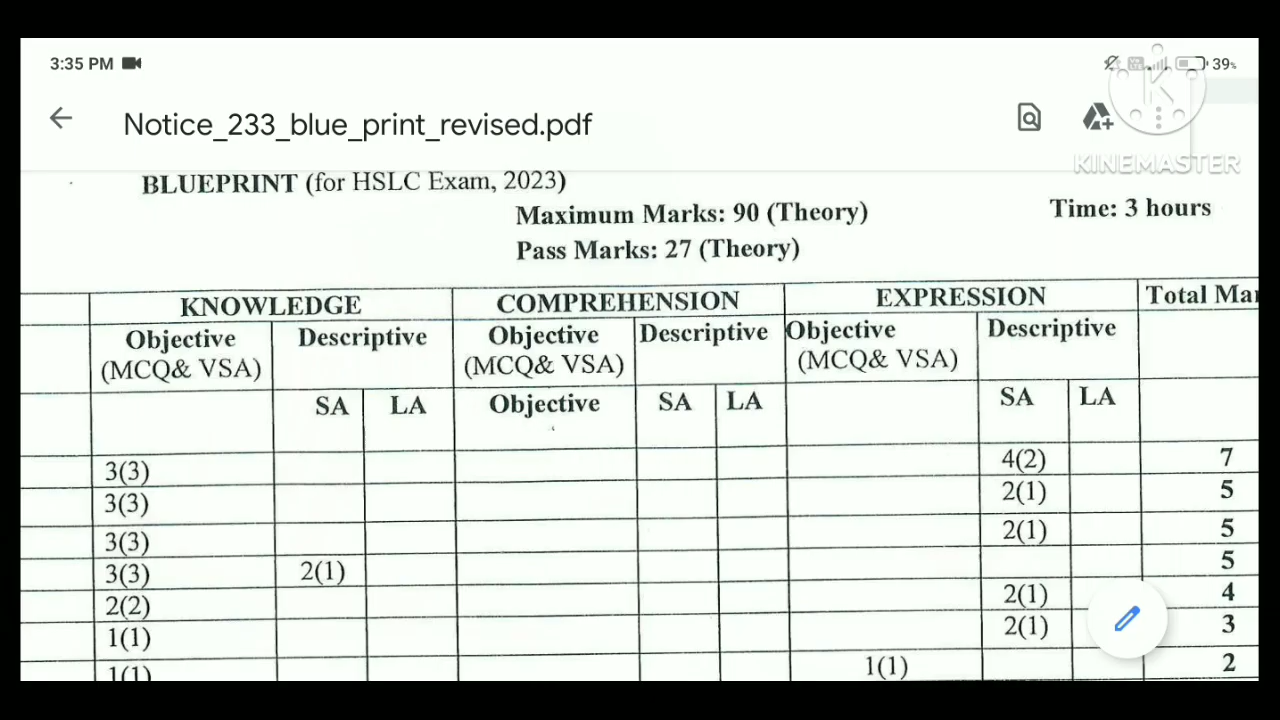 3:35 PM
39%
Notice_233_blue_print_revised.pdf
K
KINEMASTER
BLUEPRINT (for HSLC Exam, 2023)
Maximum Marks: 90 (Theory)
Time: 3 hours
Pass Marks: 27 (Theory)
KNOWLEDGE COMPREHENSION EXPRESSION Total Mar
Objective Descriptive Objective Descriptive Objective Descriptive
(MCQ& VSA) (MCQ& VSA) (MCQ& VSA)
SA LA Objective SA LA SA LA
3(3) 4(2) 7
3(3) 2(1) 5
3(3) 2(1) 5
3(3) 2(1) 5
2(2) 2(1) 4
1(1) 2(1) 3
1(1) 1(1) 2